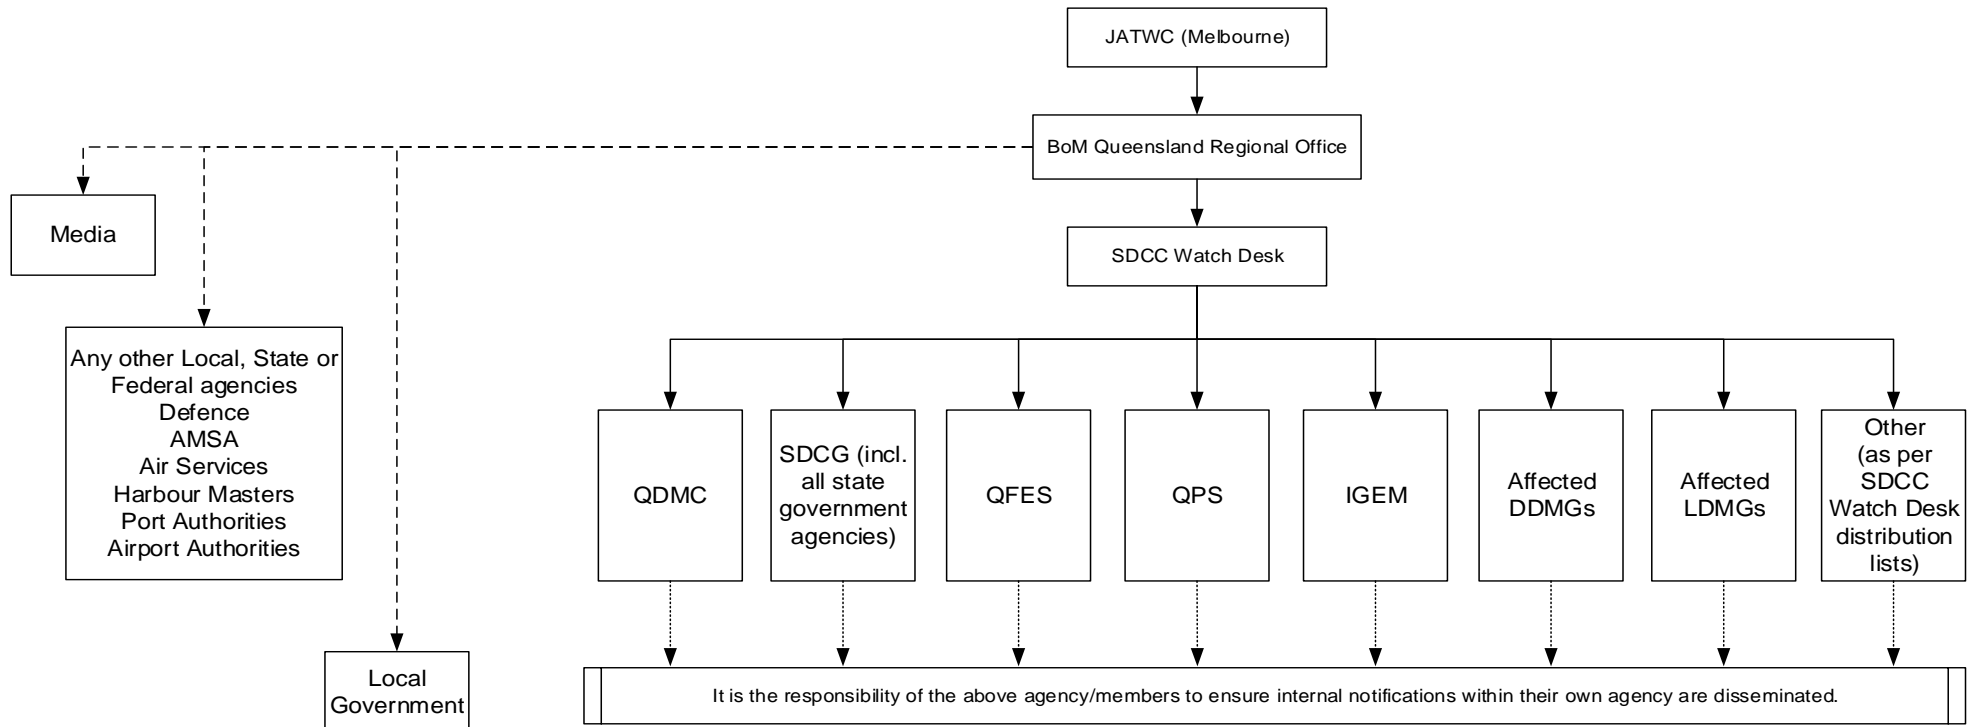 JATWC (Melbourne)
BoM Queensland Regional Office
Media
SDCC Watch Desk
Any other Local, State or
Federal agencies
Defence
AMSA
Air Services
Harbour Masters
Port Authorities
Airport Authorities
QDMC
SDCG (incl.
all state
government
agencies)
QFES
QPS
IGEM
Affected
DDMGs
Affected
LDMGs
Other
(as per
SDCC
Watch Desk
distribution
lists)
Local
Government
It is the responsibility of the above agency/members to ensure internal notifications within their own agency are disseminated.